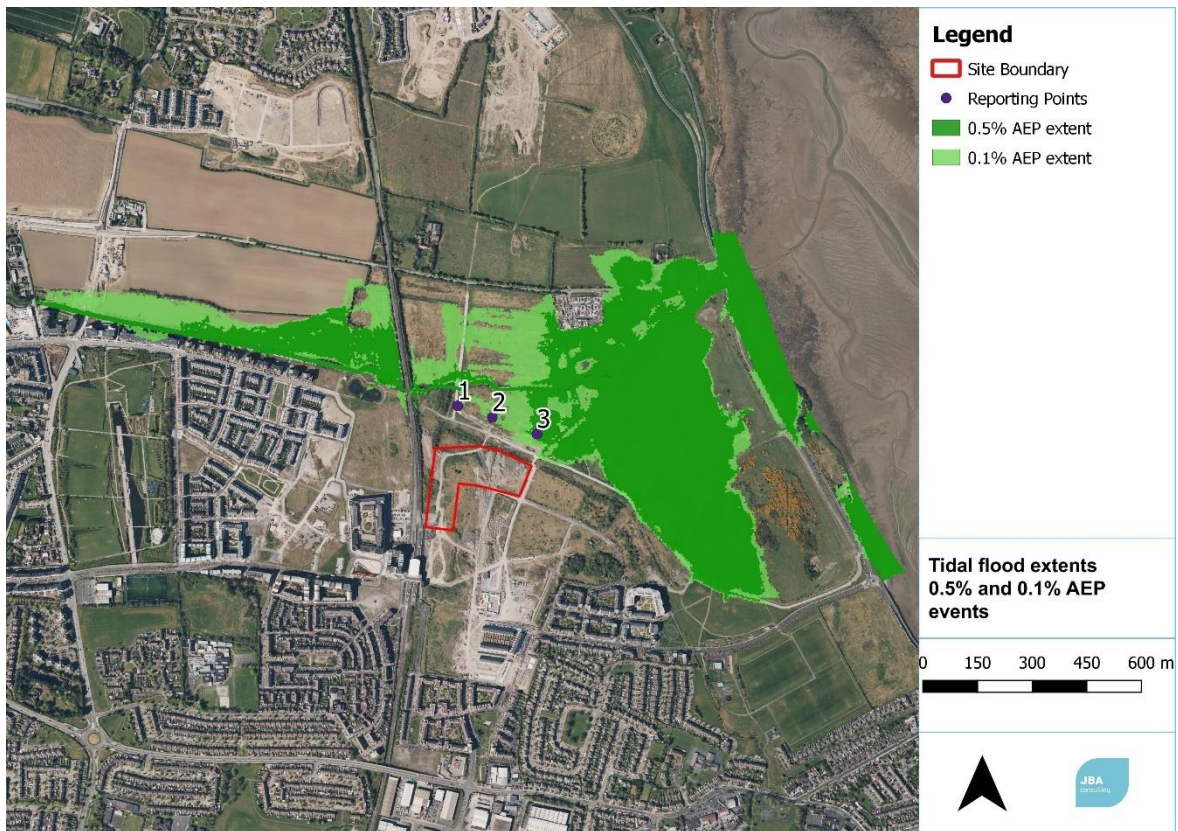 Legend
Site Boundary
Reporting Points
0.5% AEP extent
0.1% AEP extent
1
2
3
Tidal flood extents
0.5% and 0.1% AEP
events
0 150 300 450 600 m
JBA
consulting